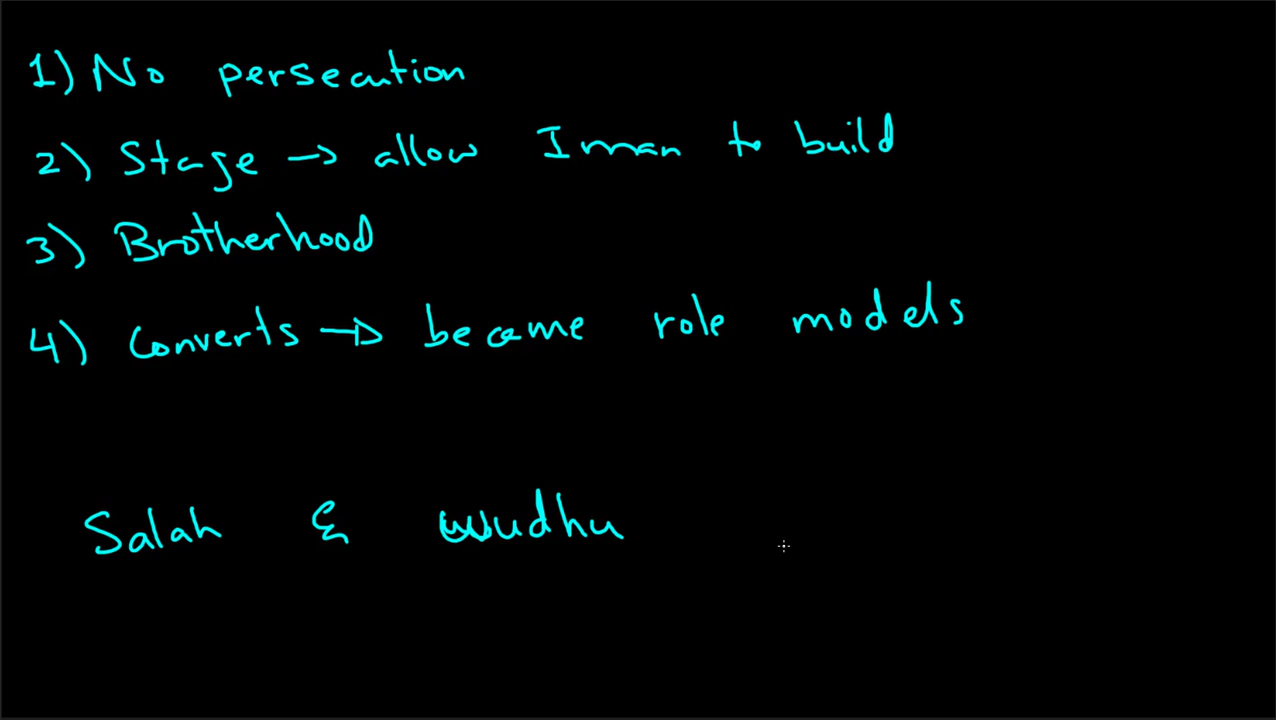 1) No persecution
2) Stage → allow Iman to build
3) Brotherhood
4) Converts → became role models
Salah & wudhu